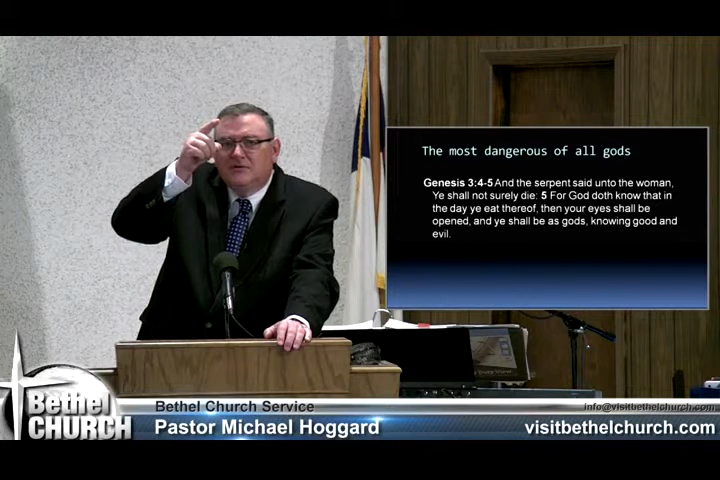 The most dangerous of all gods
Genesis 3:4-5 And the serpent said unto the woman,
Ye shall not surely die: 5 For God doth know that in
the day ye eat thereof, then your eyes shall be
opened, and ye shall be as gods, knowing good and
evil.
Bethel
CHURCH
Bethel Church Service
info@visitbethelchurch.com
Pastor Michael Hoggard
visitbethelchurch.com